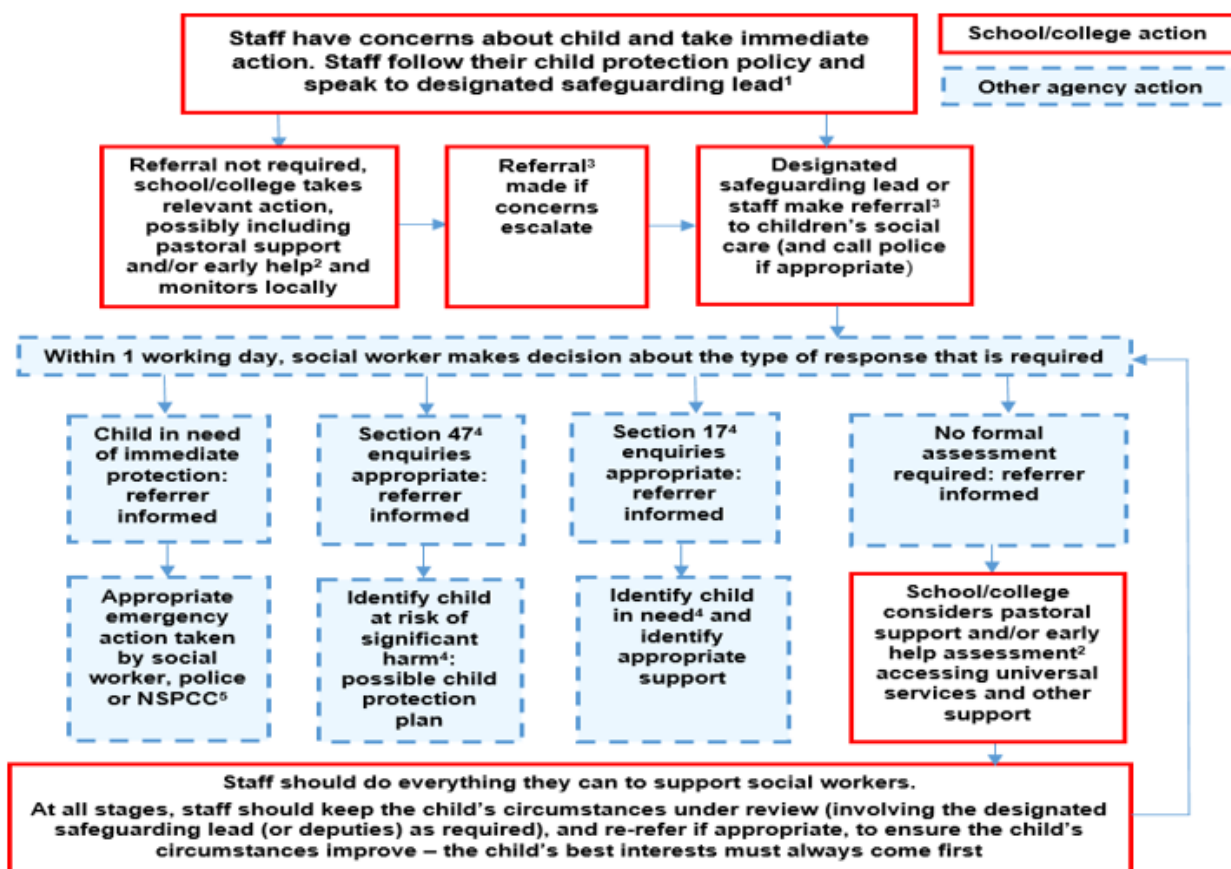 Staff have concerns about child and take immediate
action. Staff follow their child protection policy and
speak to designated safeguarding lead¹
School/college action
Other agency action
Referral not required,
school/college takes
relevant action,
possibly including
pastoral support
and/or early help² and
monitors locally
Referral³
made if
concerns
escalate
Designated
safeguarding lead or
staff make referral³
to children's social
care (and call police
if appropriate)
Within 1 working day, social worker makes decision about the type of response that is required
Child in need
of immediate
protection:
referrer
informed
Section 47⁴
enquiries
appropriate:
referrer
informed
Section 17⁴
enquiries
appropriate:
referrer
informed
No formal
assessment
required: referrer
informed
Appropriate
emergency
action taken
by social
worker, police
or NSPCC⁵
Identify child
at risk of
significant
harm⁴:
possible child
protection
plan
Identify child
in need⁴ and
identify
appropriate
support
School/college
considers pastoral
support and/or early
help assessment²
accessing universal
services and other
support
Staff should do everything they can to support social workers.
At all stages, staff should keep the child's circumstances under review (involving the designated
safeguarding lead (or deputies) as required), and re-refer if appropriate, to ensure the child's
circumstances improve – the child's best interests must always come first